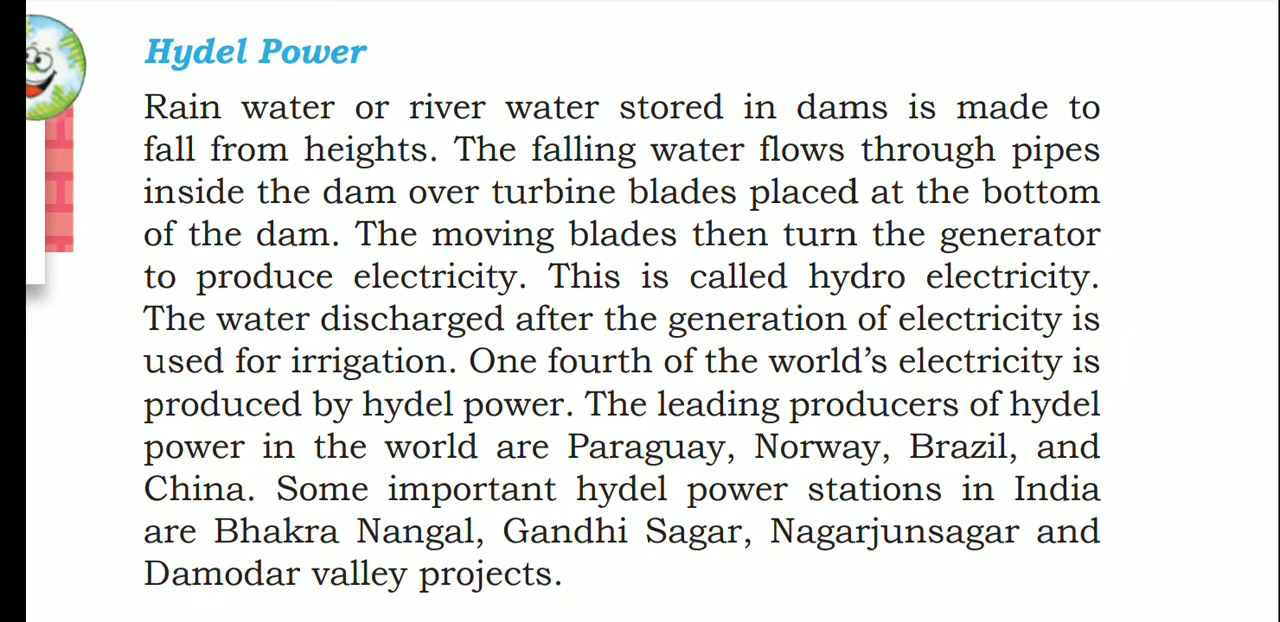 Hydel Power
Rain water or river water stored in dams is made to
fall from heights. The falling water flows through pipes
inside the dam over turbine blades placed at the bottom
of the dam. The moving blades then turn the generator
to produce electricity. This is called hydro electricity.
The water discharged after the generation of electricity is
used for irrigation. One fourth of the world’s electricity is
produced by hydel power. The leading producers of hydel
power in the world are Paraguay, Norway, Brazil, and
China. Some important hydel power stations in India
are Bhakra Nangal, Gandhi Sagar, Nagarjunsagar and
Damodar valley projects.